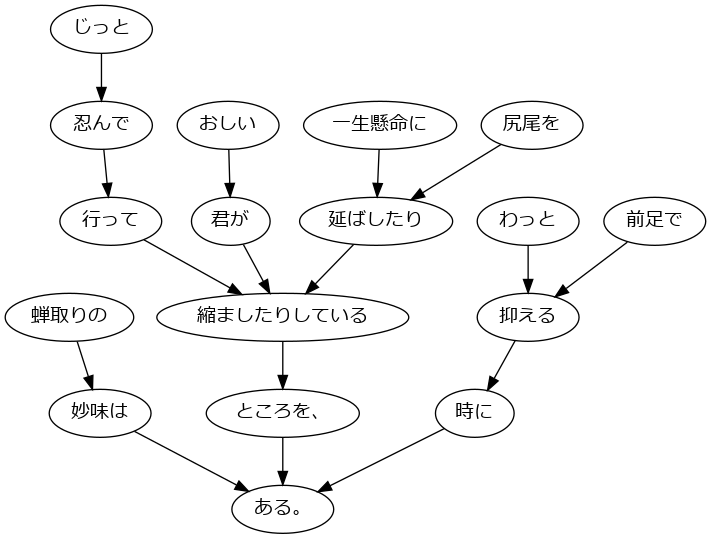 じっと
忍んで
おしい
一生懸命に
尻尾を
行って
君が
延ばしたり
わっと
前足で
蝉取りの
縮ましたりしている
抑える
妙味は
ところを、
時に
ある。